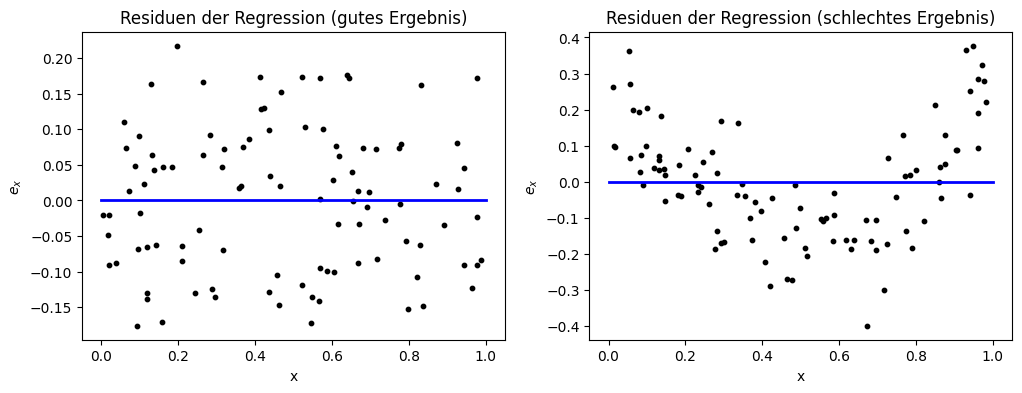 Residuen der Regression (gutes Ergebnis)
0.20
0.15
0.10
0.05
0.00
−0.05
−0.10
−0.15
e_x
0.0 0.2 0.4 0.6 0.8 1.0
x
Residuen der Regression (schlechtes Ergebnis)
0.4
0.3
0.2
0.1
0.0
−0.1
−0.2
−0.3
−0.4
e_x
0.0 0.2 0.4 0.6 0.8 1.0
x